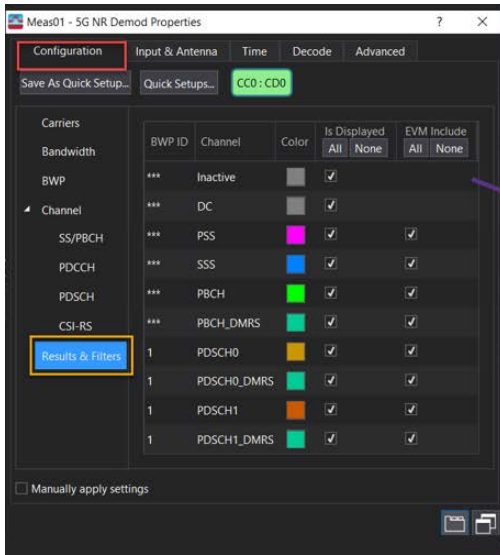 Meas01 - 5G NR Demod Properties ? ×
Configuration Input & Antenna Time Decode Advanced
Save As Quick Setup... Quick Setups... CC0 : CD0
Carriers
Bandwidth
BWP
Channel
SS/PBCH
PDCCH
PDSCH
CSI-RS
Results & Filters
BWP ID Channel Color Is Displayed EVM Include
All None All None
*** Inactive
*** DC
*** PSS
*** SSS
*** PBCH
*** PBCH_DMRS
1 PDSCH0
1 PDSCH0_DMRS
1 PDSCH1
1 PDSCH1_DMRS
Manually apply settings